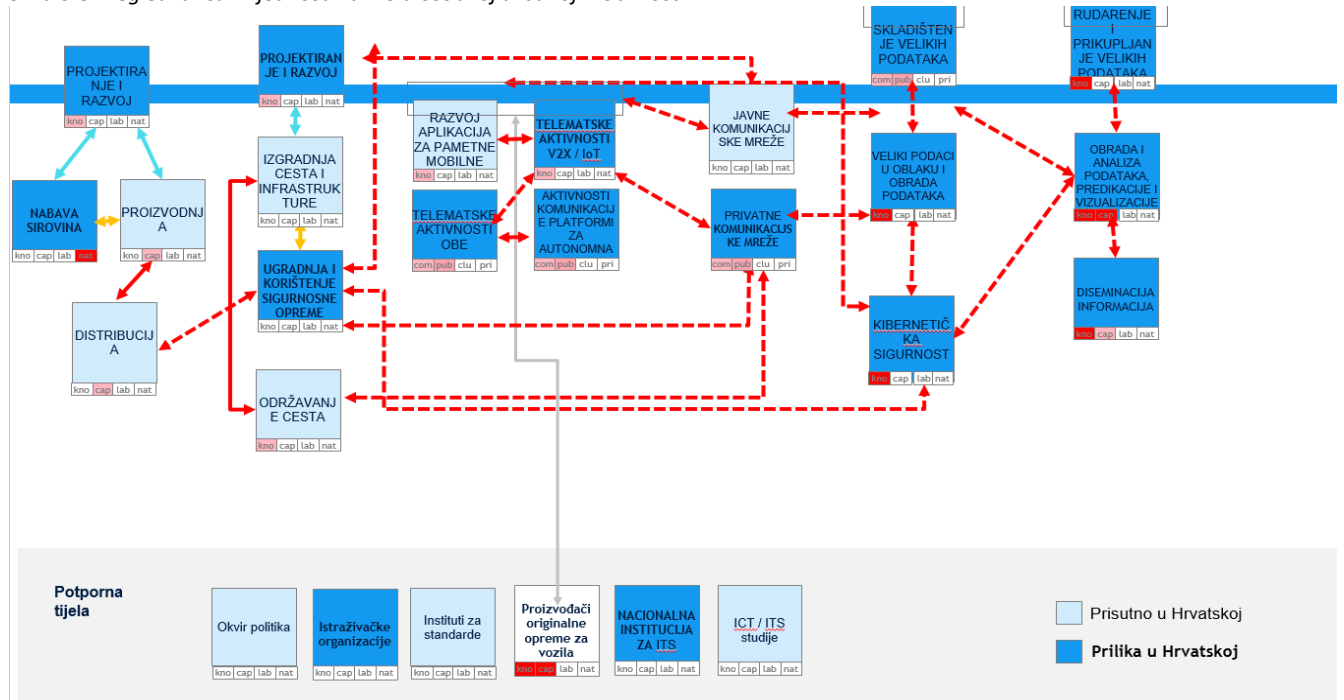 PROJEKTIRA
NJE I
RAZVOJ
kno cap lab nat
PROJEKTIRAN
JE I RAZVOJ
kno cap lab nat
SKLADIŠTEN
JE VELIKIH
PODATAKA
com pub clu pri
RUDARENJE
I
PRIKUPLJAN
JE VELIKIH
PODATAKA
kno cap lab nat
NABAVA
SIROVINA
kno cap lab nat
PROIZVODNJ
A
kno cap lab nat
IZGRADNJA
CESTA I
INFRASTRUK
TURE
kno cap lab nat
RAZVOJ
APLIKACIJA
ZA PAMETNE
MOBILNE
kno cap lab nat
TELEMATSKE
AKTIVNOSTI
V2X / IoT
kno cap lab nat
JAVNE
KOMUNIKACIJ
SKE MREŽE
kno cap lab nat
VELIKI PODACI
U OBLAKU I
OBRADA
PODATAKA
kno cap lab nat
OBRADA I
ANALIZA
PODATAKA,
PREDIKACIJE I
VIZUALIZACIJE
kno cap lab nat
TELEMATSKE
AKTIVNOSTI
OBE
com pub clu pri
AKTIVNOSTI
KOMUNIKACIJ
E PLATFORMI
ZA
AUTONOMNA
com pub clu pri
PRIVATNE
KOMUNIKACIJS
KE MREŽE
com pub clu pri
DISTRIBUCIJ
A
kno cap lab nat
UGRADNJA I
KORIŠTENJE
SIGURNOSNE
OPREME
kno cap lab nat
KIBERNETIČ
KA
SIGURNOST
kno cap lab nat
DISEMINACIJA
INFORMACIJA
kno cap lab nat
ODRŽAVANJ
E CESTA
kno cap lab nat
Potporna
tijela
Okvir politika
kno cap lab nat
Istraživačke
organizacije
kno cap lab nat
Instituti za
standarde
kno cap lab nat
Proizvođači
originalne
opreme za
vozila
kno cap lab nat
NACIONALNA
INSTITUCIJA
ZA ITS
kno cap lab nat
ICT / ITS
studije
kno cap lab nat
Prisutno u Hrvatskoj
Prilika u Hrvatskoj